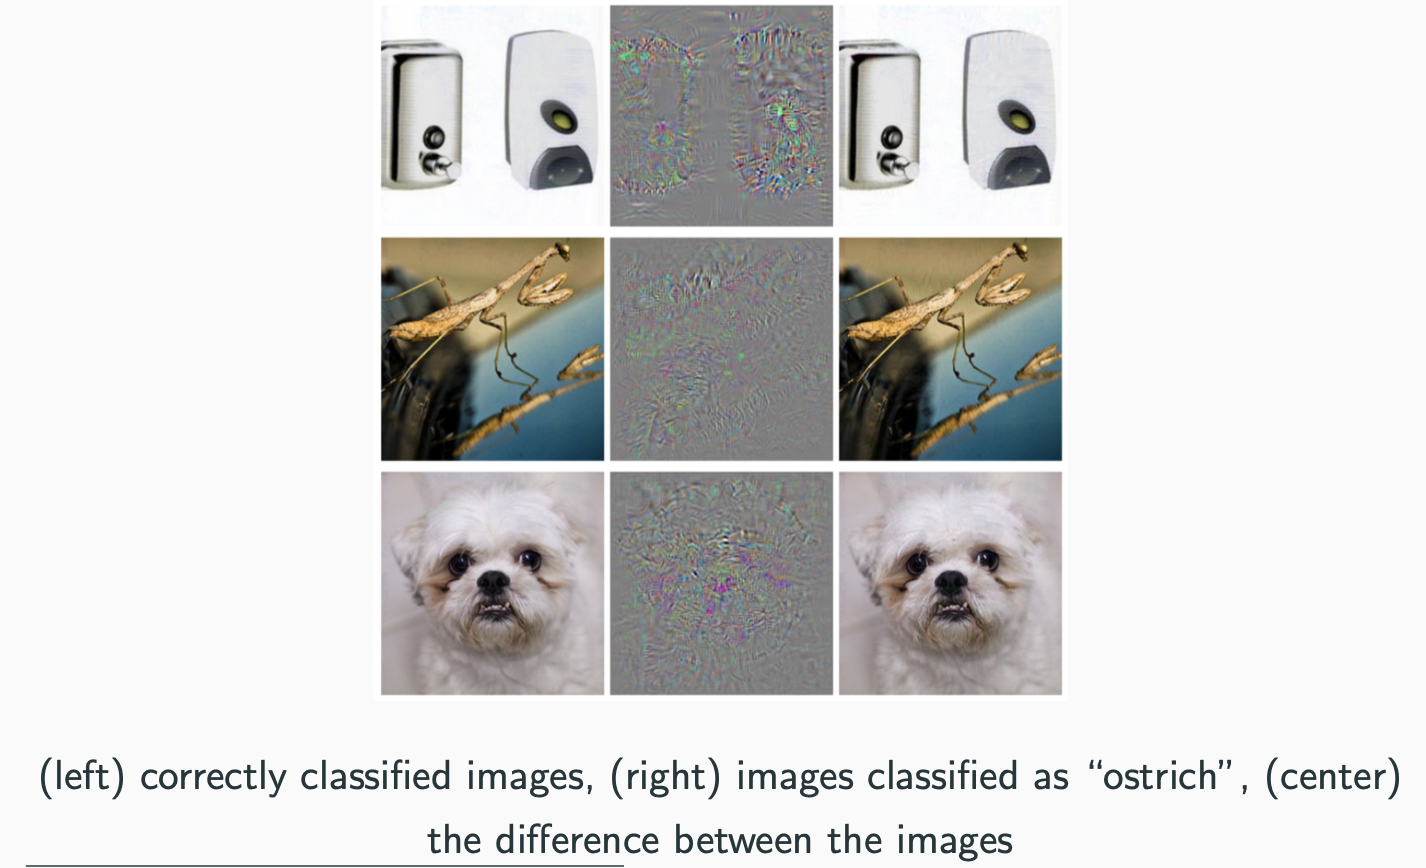 (left) correctly classified images, (right) images classified as “ostrich”, (center)
the difference between the images